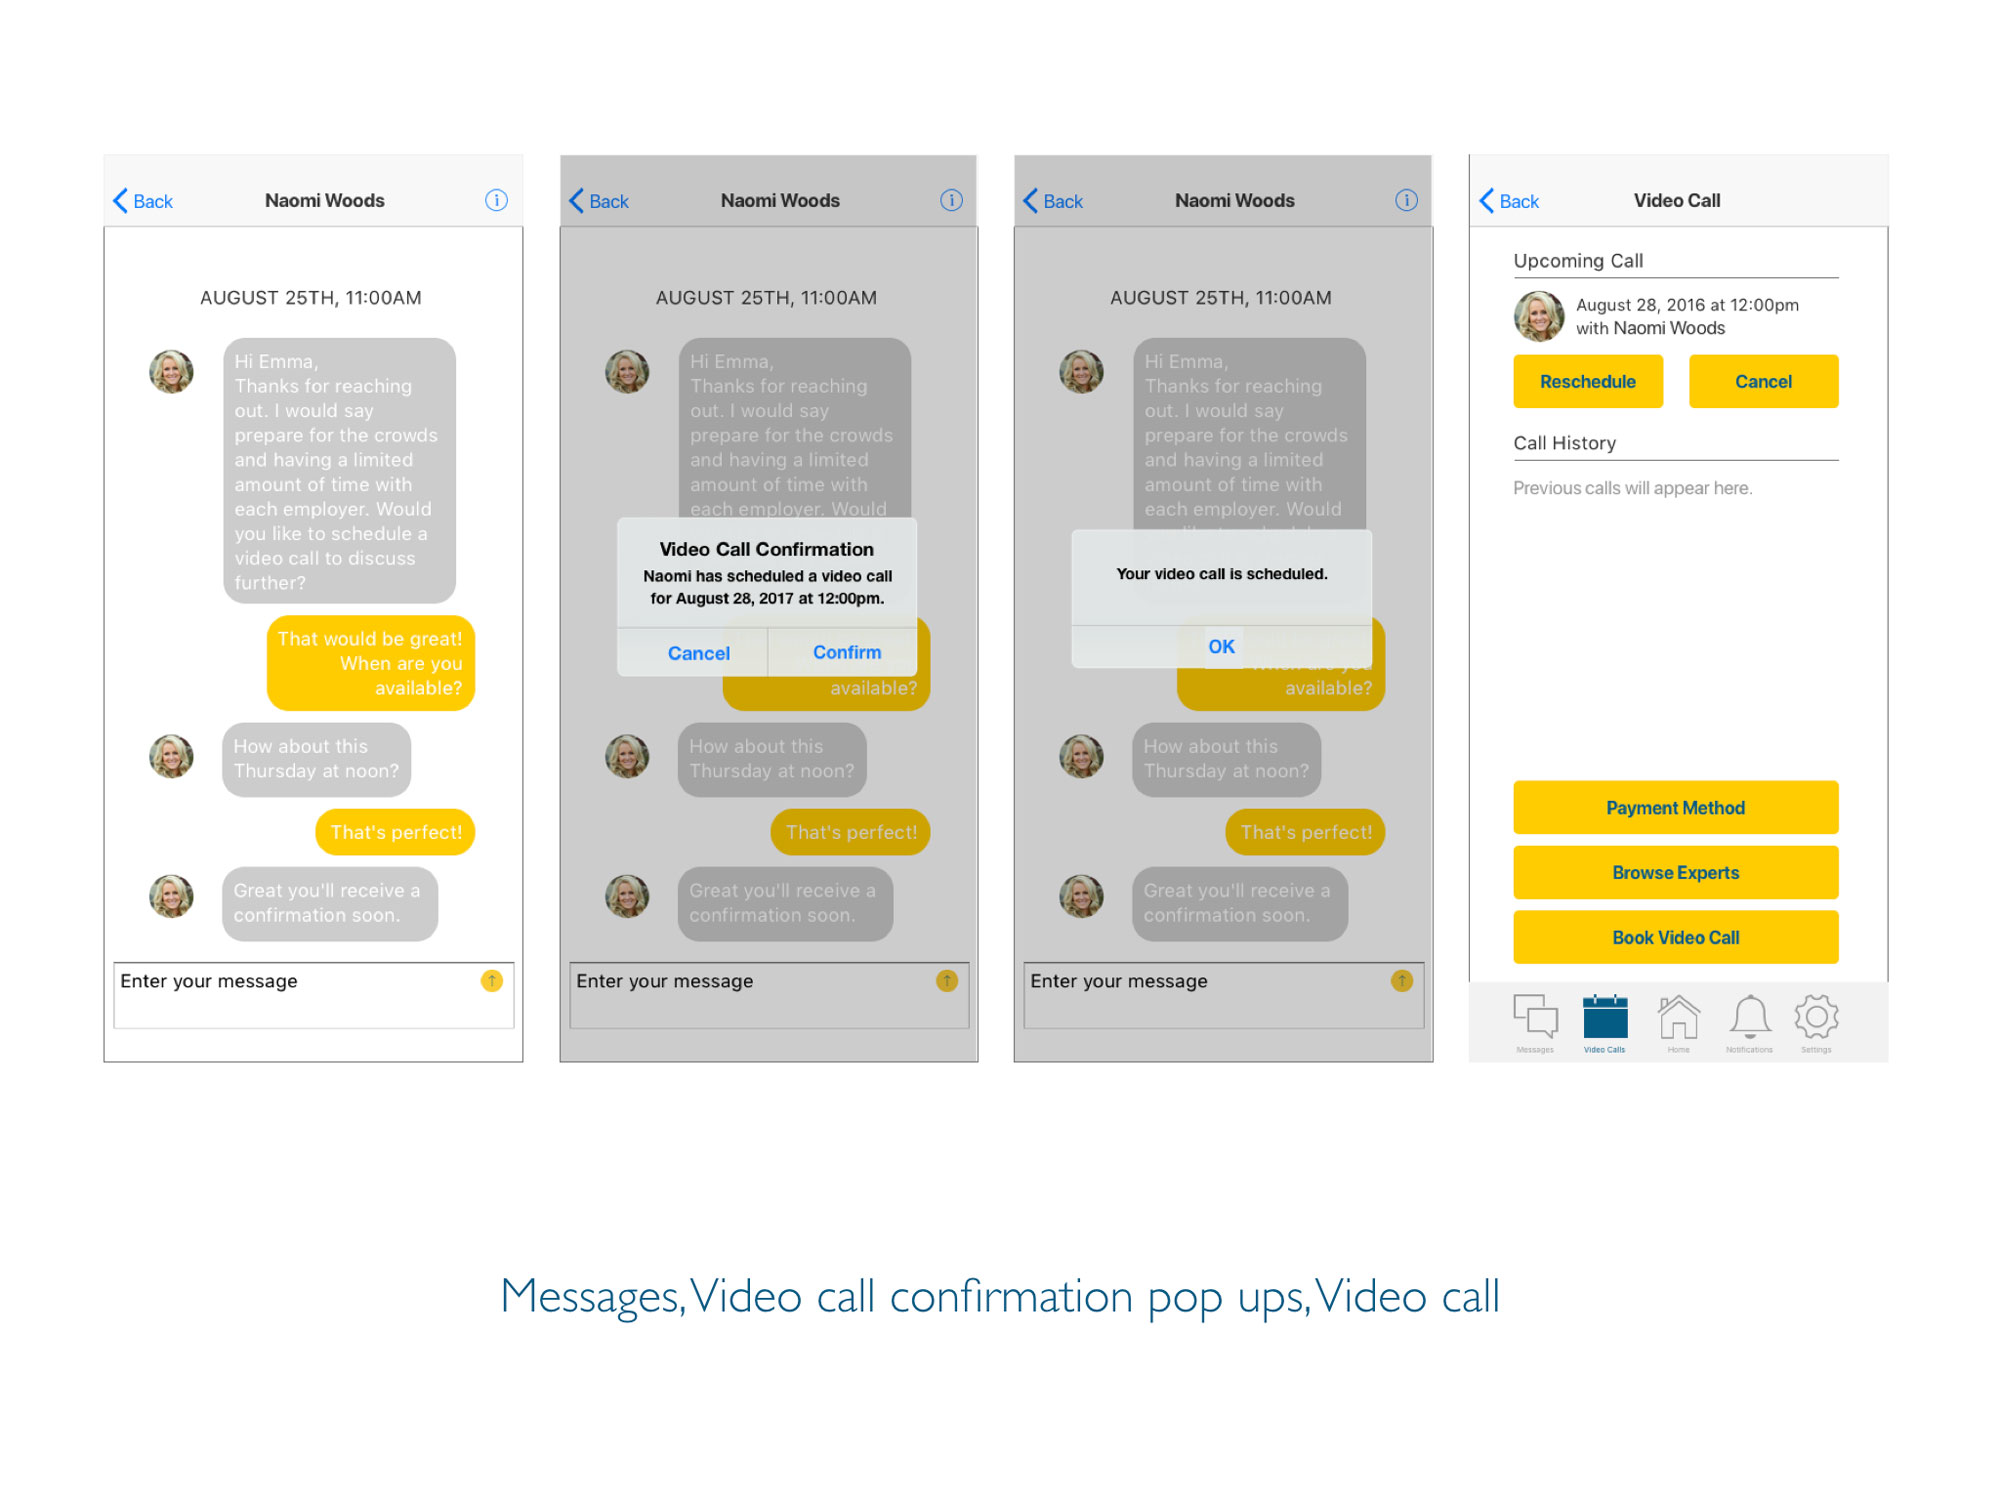 Back
Naomi Woods
AUGUST 25TH, 11:00AM
Hi Emma,
Thanks for reaching
out. I would say
prepare for the crowds
and having a limited
amount of time with
each employer. Would
you like to schedule a
video call to discuss
further?
That would be great!
When are you
available?
How about this
Thursday at noon?
That's perfect!
Great you'll receive a
confirmation soon.
Enter your message
Back
Naomi Woods
AUGUST 25TH, 11:00AM
Hi Emma,
Thanks for reaching
out. I would say
prepare for the crowds
and having a limited
amount of time with
each employer. Would
Video Call Confirmation
Naomi has scheduled a video call
for August 28, 2017 at 12:00pm.
Cancel
Confirm
available?
How about this
Thursday at noon?
That's perfect!
Great you'll receive a
confirmation soon.
Enter your message
Back
Naomi Woods
AUGUST 25TH, 11:00AM
Hi Emma,
Thanks for reaching
out. I would say
prepare for the crowds
and having a limited
amount of time with
each employer. Would
Your video call is scheduled.
OK
available?
How about this
Thursday at noon?
That's perfect!
Great you'll receive a
confirmation soon.
Enter your message
Back
Video Call
Upcoming Call
August 28, 2016 at 12:00pm
with Naomi Woods
Reschedule
Cancel
Call History
Previous calls will appear here.
Payment Method
Browse Experts
Book Video Call
Messages
Video Calls
Home
Notifications
Settings
Messages, Video call confirmation pop ups, Video call